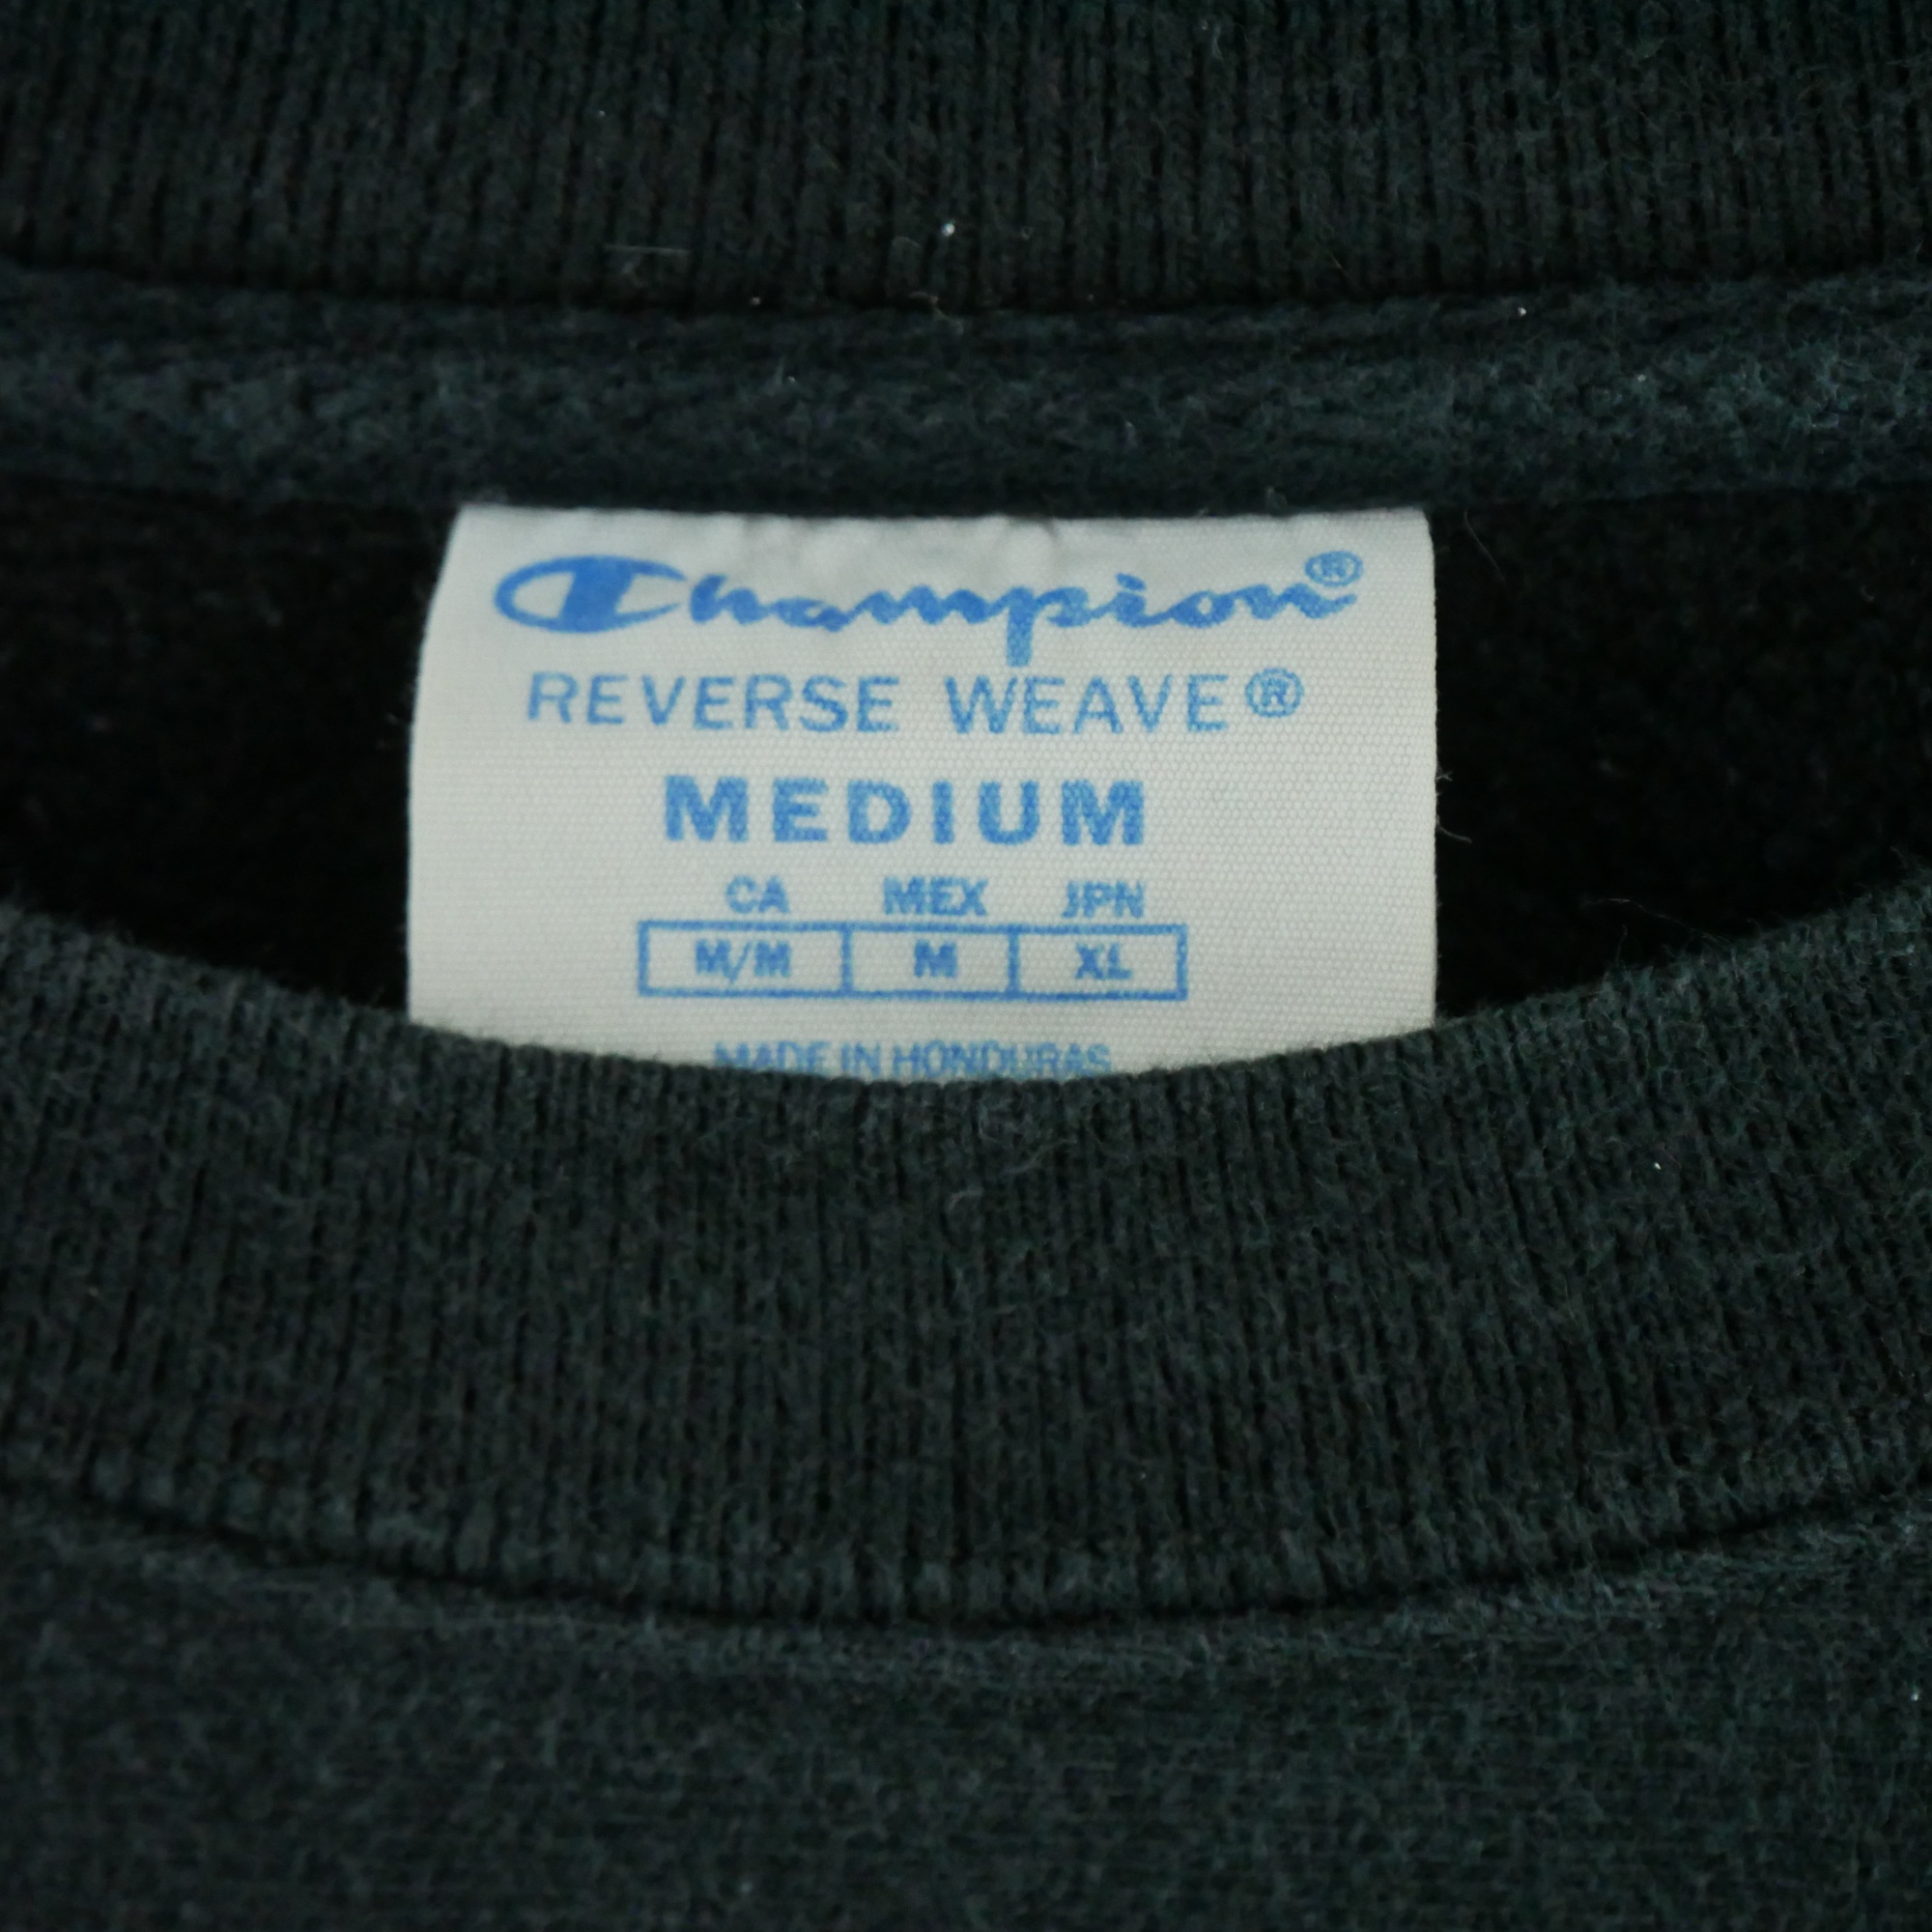 Champion®
REVERSE WEAVE®
MEDIUM
CA MEX JPN
M/M M XL
MADE IN HONDURAS